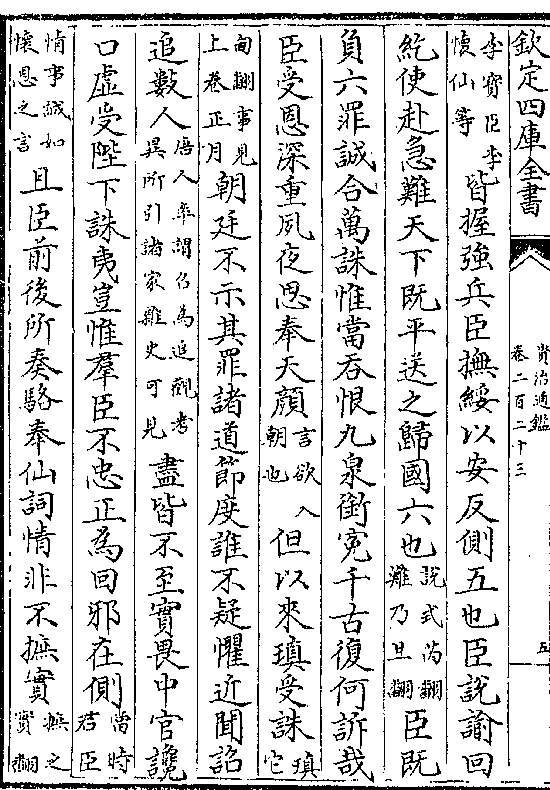 欽定四庫全書
資治通鑑
卷二百二十三
五
李寳臣李懷仙等皆握強兵臣撫綏以安反側五也臣説諭回
紇使赴急難天下既平送之歸國六也説式芮翻難乃旦翻臣既
負六罪誠合萬誅惟當吞恨九泉銜寃千古復何訴哉
臣受恩深重夙夜思奉天顔言欲入朝也但以來瑱受誅瑱它
甸翻事見上卷正月朝廷不示其罪諸道節度誰不疑懼近聞詔
追數人唐人率謂召為追觀考異所引諸家雜史可見盡皆不至實畏中官讒
口虚受陛下誅夷豈惟羣臣不忠正為回邪在側當時君臣
情事誠如懷恩之言且臣前後所奏駱奉仙詞情非不摭實摭之實翻